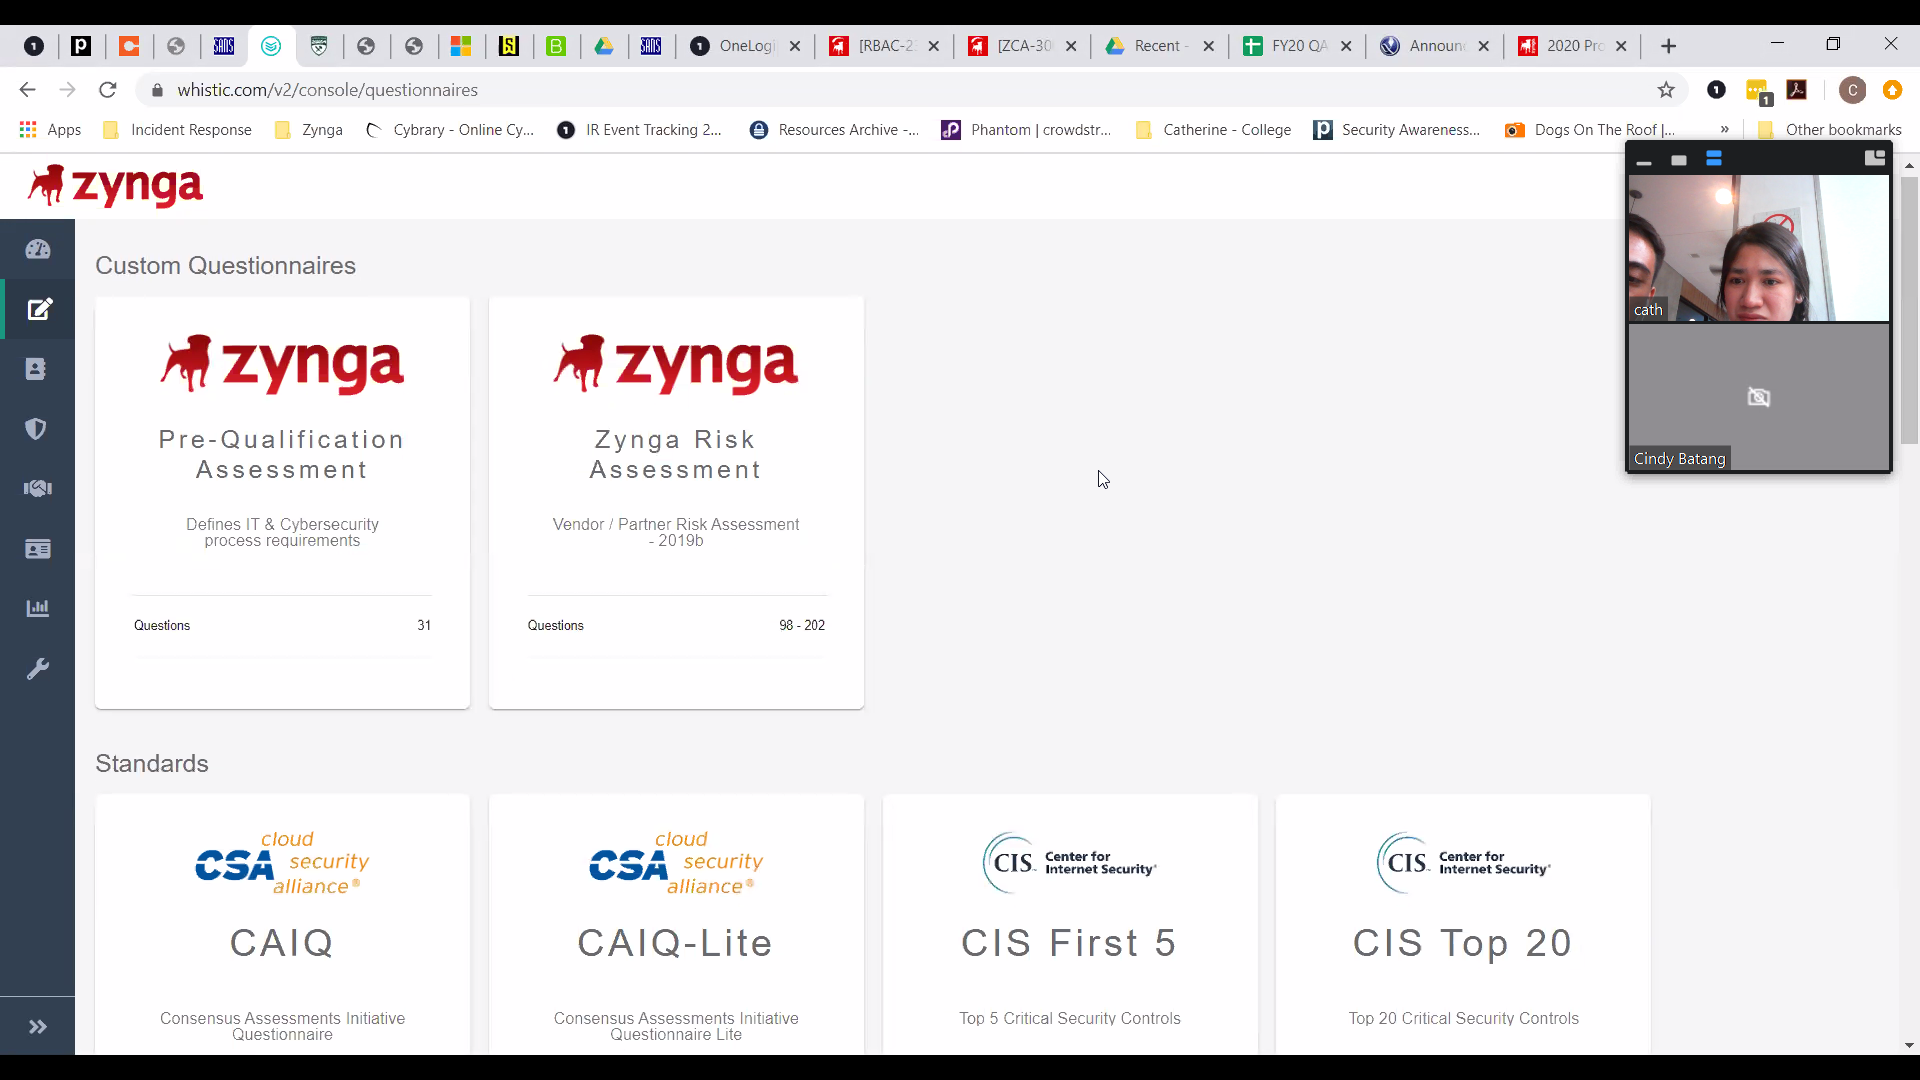 OneLogi
[RBAC-2
[ZCA-30
Recent -
FY20 QA
Announ
2020 Pro
whistic.com/v2/console/questionnaires
1
C
Apps
Incident Response
Zynga
Cybrary - Online Cy...
IR Event Tracking 2...
Resources Archive -...
Phantom | crowdstr...
Catherine - College
Security Awareness...
Dogs On The Roof |...
»
Other bookmarks
zynga
cath
Cindy Batang
Custom Questionnaires
zynga
Pre-Qualification
Assessment
Defines IT & Cybersecurity
process requirements
Questions 31
zynga
Zynga Risk
Assessment
Vendor / Partner Risk Assessment
- 2019b
Questions 98 - 202
Standards
CSA cloud
security
alliance®
CAIQ
Consensus Assessments Initiative
Questionnaire
CSA cloud
security
alliance®
CAIQ-Lite
Consensus Assessments Initiative
Questionnaire Lite
CIS Center for
Internet Security®
CIS First 5
Top 5 Critical Security Controls
CIS Center for
Internet Security®
CIS Top 20
Top 20 Critical Security Controls